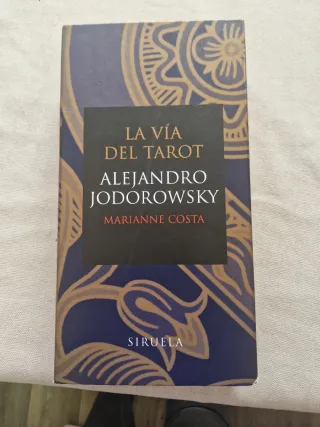 LA VÍA
DEL TAROT
ALEJANDRO
JODOROWSKY
MARIANNE COSTA
SIRUELA